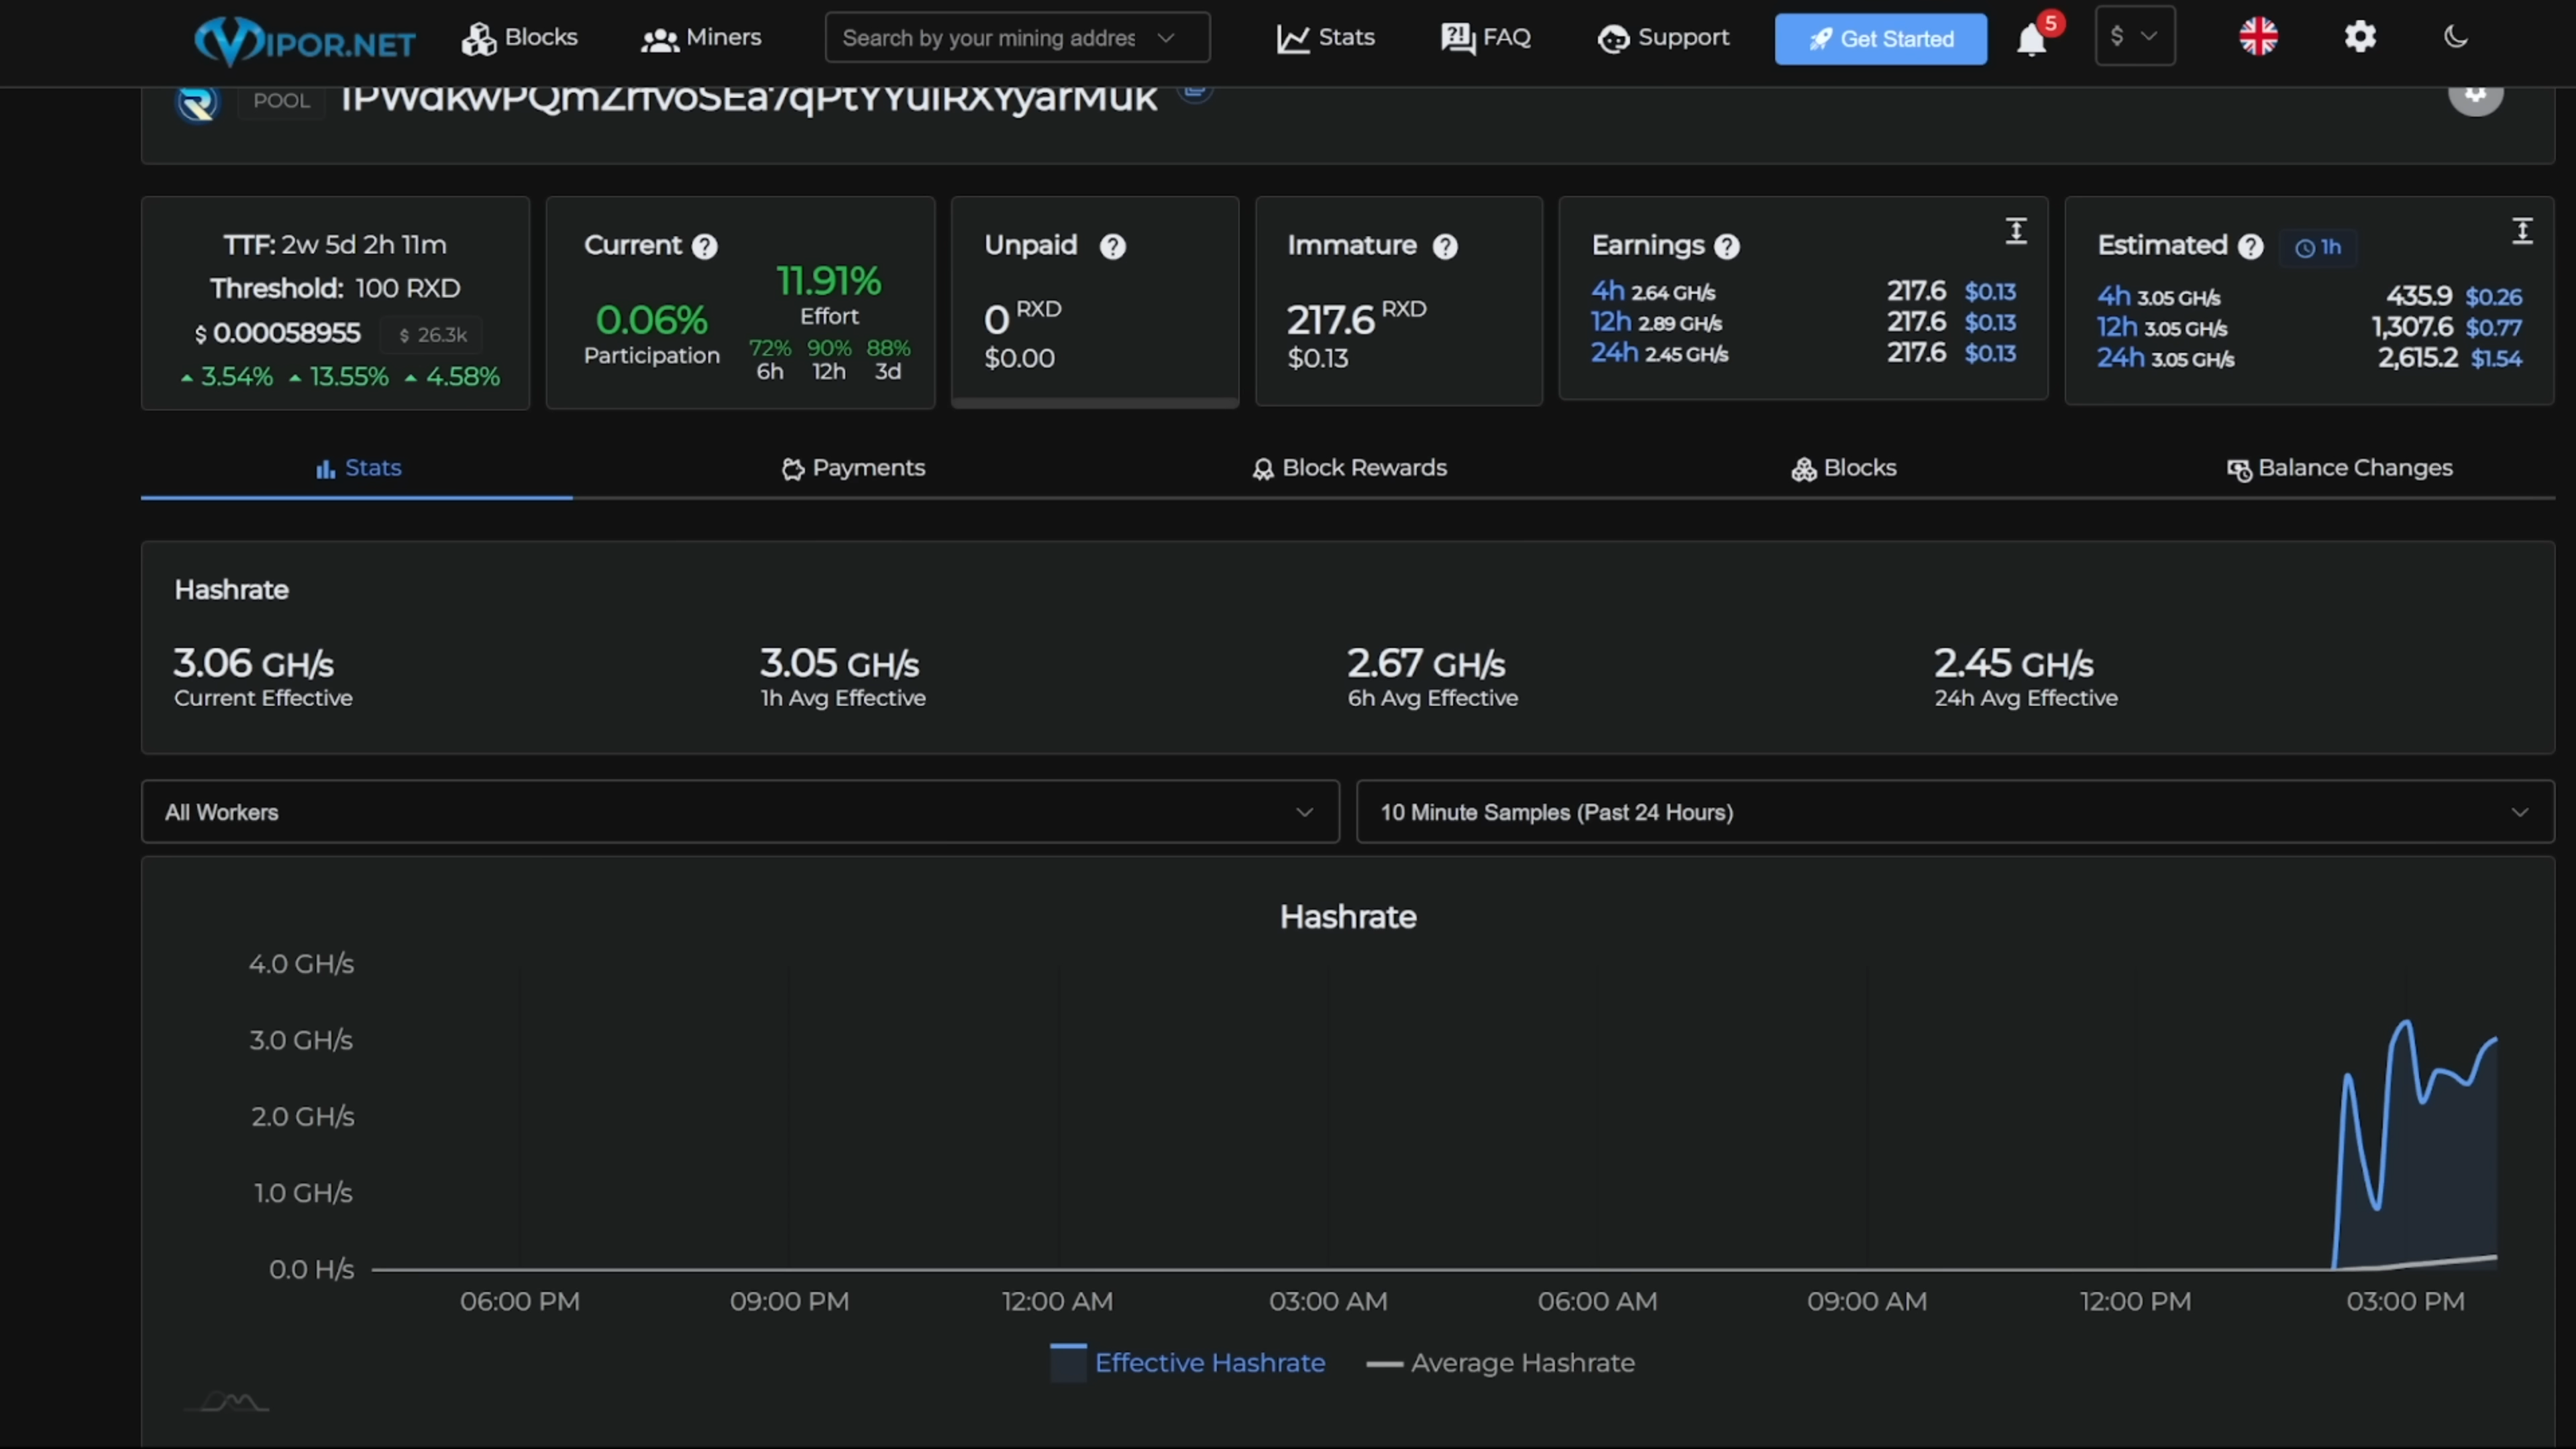 VIPOR.NET
Blocks
Miners
Search by your mining addres
Stats
FAQ
Support
Get Started
5
$
POOL
TTF: 2w 5d 2h 11m
Threshold: 100 RXD
$ 0.00058955 $ 26.3k
3.54% 13.55% 4.58%
Current
0.06%
Participation
11.91%
Effort
72% 90% 88%
6h 12h 3d
Unpaid
0 RXD
$0.00
Immature
217.6 RXD
$0.13
Earnings
4h 2.64 GH/s 217.6 $0.13
12h 2.89 GH/s 217.6 $0.13
24h 2.45 GH/s 217.6 $0.13
Estimated 1h
4h 3.05 GH/s 435.9 $0.26
12h 3.05 GH/s 1,307.6 $0.77
24h 3.05 GH/s 2,615.2 $1.54
Stats
Payments
Block Rewards
Blocks
Balance Changes
Hashrate
3.06 GH/s
Current Effective
3.05 GH/s
1h Avg Effective
2.67 GH/s
6h Avg Effective
2.45 GH/s
24h Avg Effective
All Workers
10 Minute Samples (Past 24 Hours)
Hashrate
4.0 GH/s
3.0 GH/s
2.0 GH/s
1.0 GH/s
0.0 H/s
06:00 PM
09:00 PM
12:00 AM
03:00 AM
06:00 AM
09:00 AM
12:00 PM
03:00 PM
Effective Hashrate
Average Hashrate